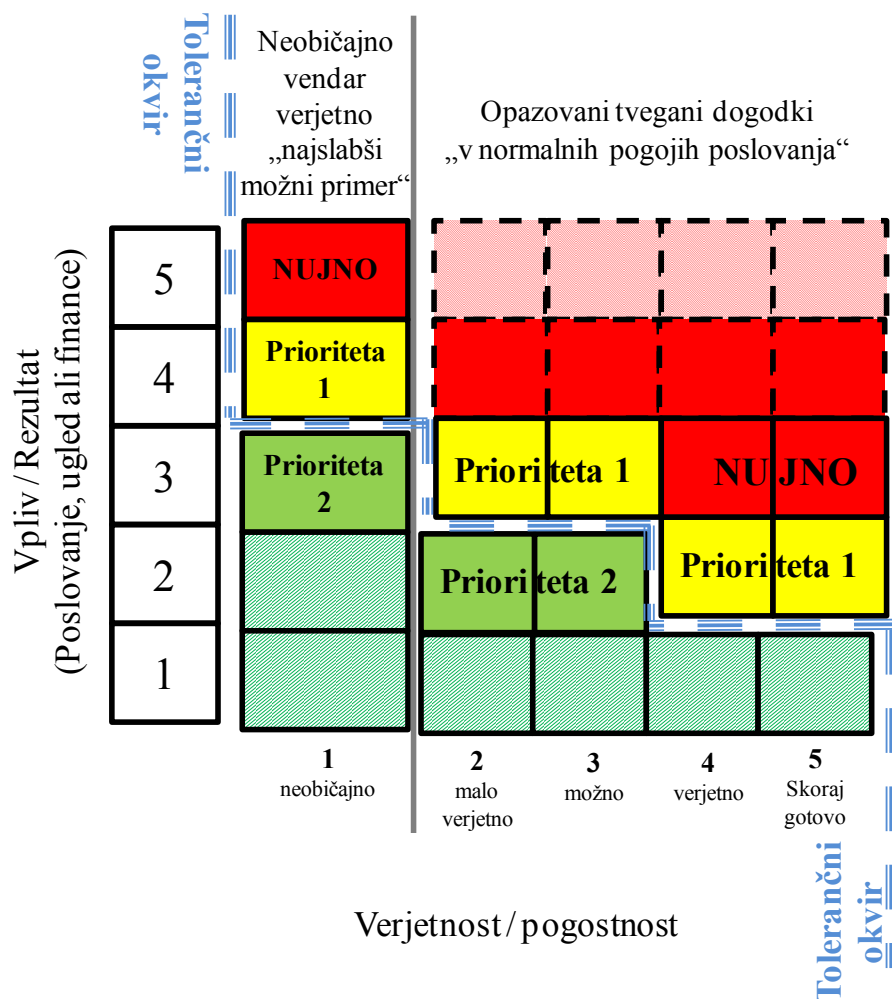 Tolerančni
okvir
Neobičajno
vendar
verjetno
„najslabši
možni primer“
Opazovani tvegani dogodki
„v normalnih pogojih poslovanja“
Vpliv / Rezultat
(Poslovanje, ugled ali finance)
5
4
3
2
1
NUJNO
Prioriteta
1
Prioriteta
2
Prioriteta 1
NUJNO
Prioriteta 2
Prioriteta 1
1
neobičajno
2
malo
verjetno
3
možno
4
verjetno
5
Skoraj
gotovo
Verjetnost / pogostnost
Tolerančni
okvir